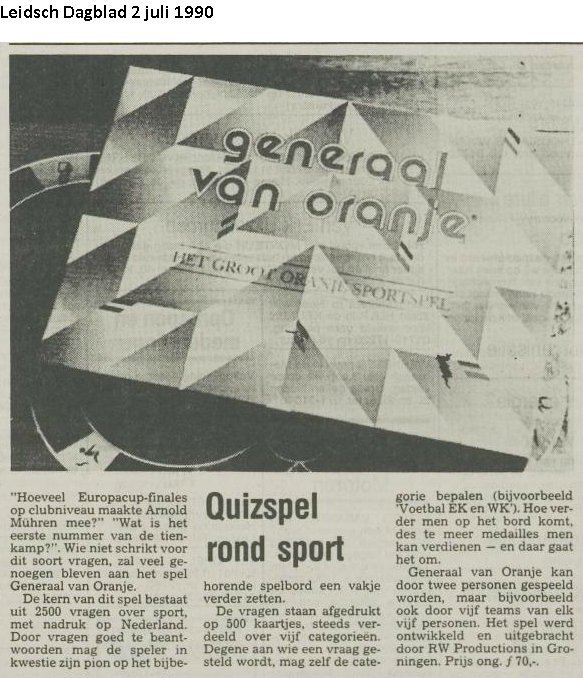 Leidsch Dagblad 2 juli 1990
generaal
van oranje
HET GROOT ORANJE SPORTSPEL
"Hoeveel Europacup-finales
op clubniveau maakte Arnold
Mühren mee?" "Wat is het
eerste nummer van de tien-
kamp?". Wie niet schrikt voor
dit soort vragen, zal veel ge-
noegen bleven aan het spel
Generaal van Oranje.
De kern van dit spel bestaat
uit 2500 vragen over sport,
met nadruk op Nederland.
Door vragen goed te beant-
woorden mag de speler in
kwestie zijn pion op het bijbe-
Quizspel
rond sport
horende spelbord een vakje
verder zetten.
De vragen staan afgedrukt
op 500 kaartjes, steeds ver-
deeld over vijf categorieën.
Degene aan wie een vraag ge-
steld wordt, mag zelf de cate-
gorie bepalen (bijvoorbeeld
'Voetbal EK en WK'). Hoe ver-
der men op het bord komt,
des te meer medailles men
kan verdienen — en daar gaat
het om.
Generaal van Oranje kan
door twee personen gespeeld
worden, maar bijvoorbeeld
ook door vijf teams van elk
vijf personen. Het spel werd
ontwikkeld en uitgebracht
door RW Productions in Gro-
ningen. Prijs ong. ƒ 70,-.